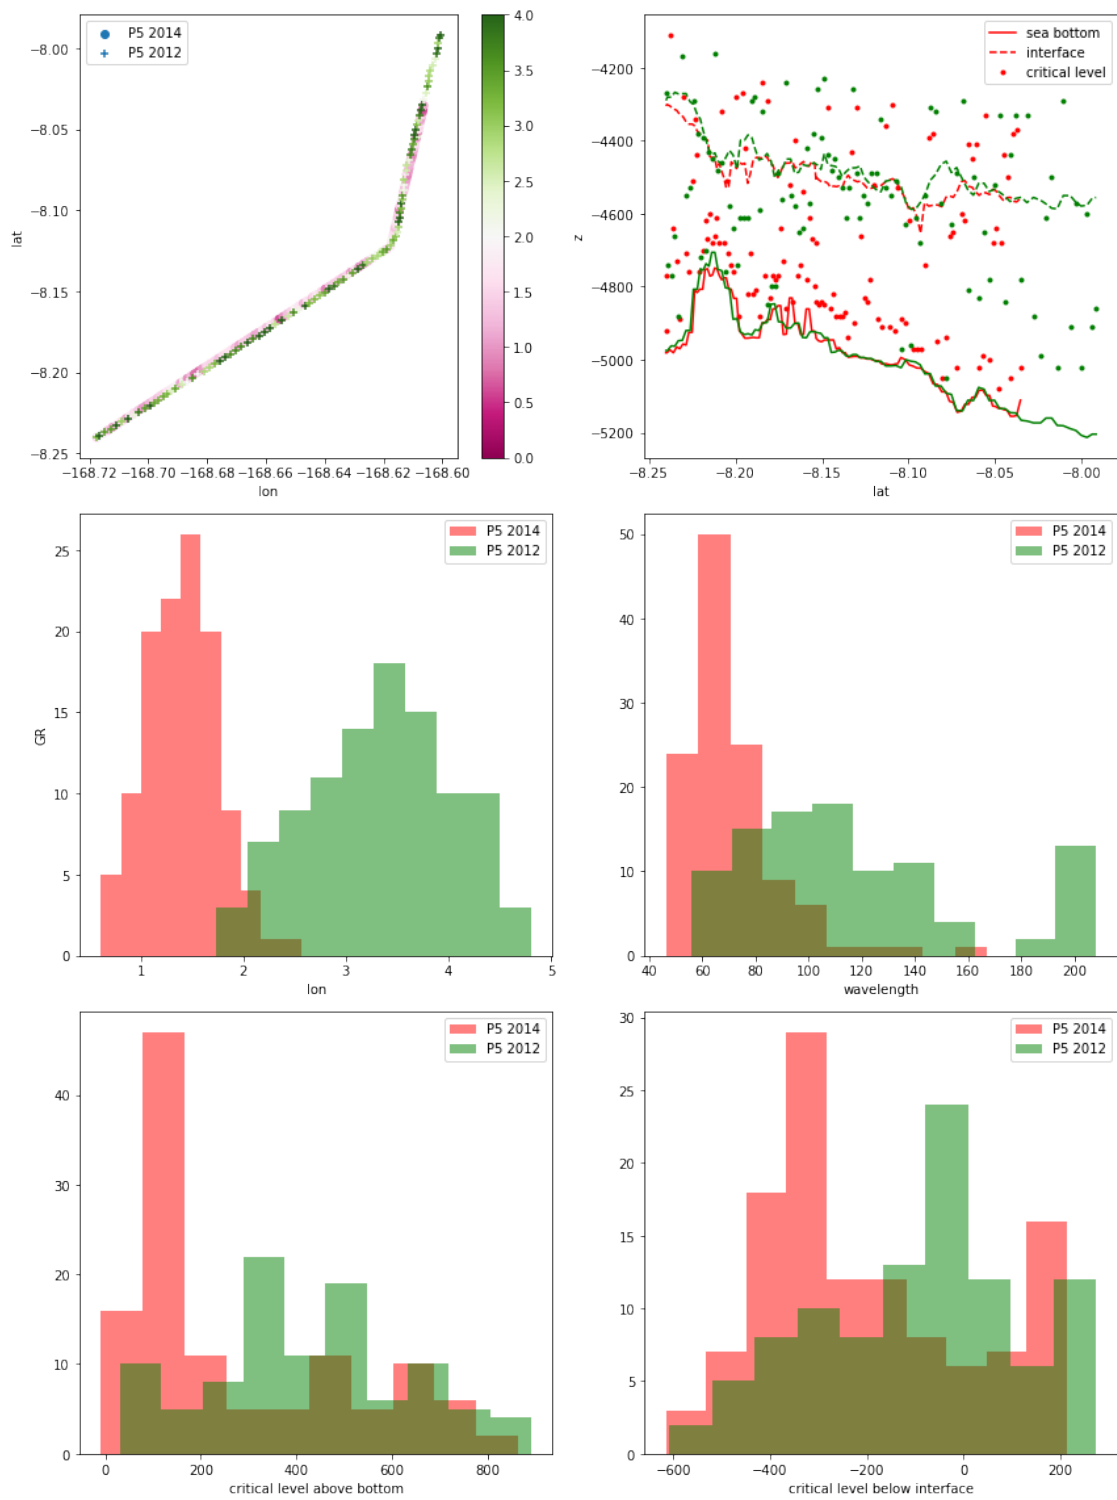 P5 2014
P5 2012
−8.00
−8.05
−8.10
−8.15
−8.20
−8.25
lat
−168.72 −168.70 −168.68 −168.66 −168.64 −168.62 −168.60
lon
4.0
3.5
3.0
2.5
2.0
1.5
1.0
0.5
0.0
sea bottom
interface
critical level
−4200
−4400
−4600
−4800
−5000
−5200
z
−8.25 −8.20 −8.15 −8.10 −8.05 −8.00
lat
P5 2014
P5 2012
25
20
15
10
5
0
GR
1 2 3 4 5
lon
P5 2014
P5 2012
50
40
30
20
10
0
40 60 80 100 120 140 160 180 200
wavelength
P5 2014
P5 2012
40
30
20
10
0
0 200 400 600 800
critical level above bottom
P5 2014
P5 2012
30
25
20
15
10
5
0
−600 −400 −200 0 200
critical level below interface